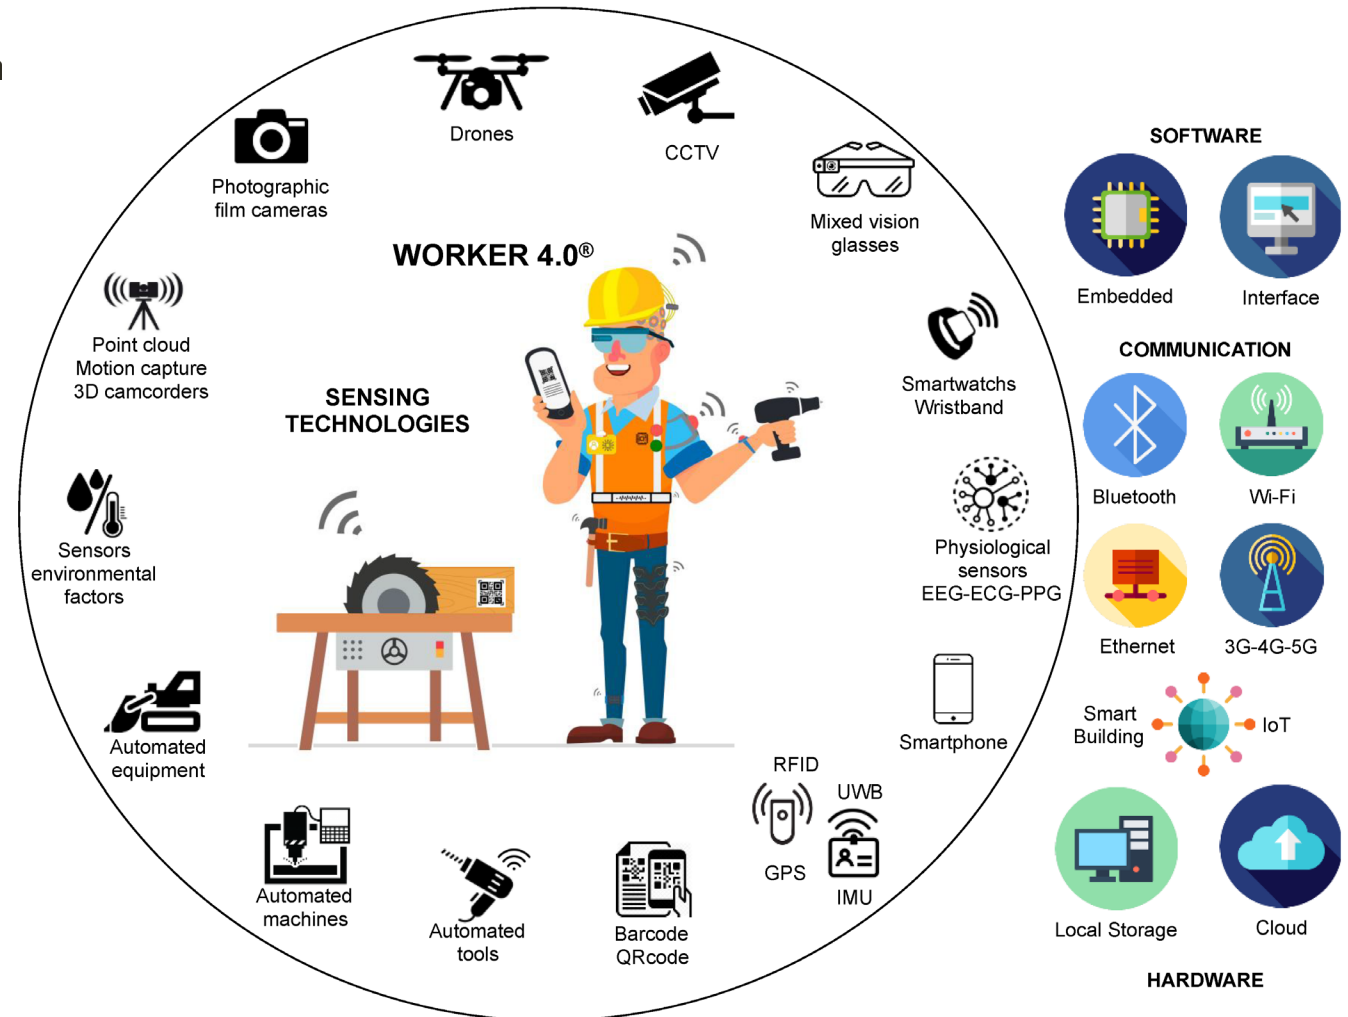 Drones
CCTV
Photographic
film cameras
Mixed vision
glasses
WORKER 4.0®
Point cloud
Motion capture
3D camcorders
SENSING
TECHNOLOGIES
Smartwatchs
Wristband
Sensors
environmental
factors
Physiological
sensors
EEG-ECG-PPG
Automated
equipment
Smartphone
RFID
UWB
GPS
IMU
Automated
machines
Automated
tools
Barcode
QRcode
SOFTWARE
Embedded
Interface
COMMUNICATION
Bluetooth
Wi-Fi
Ethernet
3G-4G-5G
Smart
Building
IoT
Local Storage
Cloud
HARDWARE